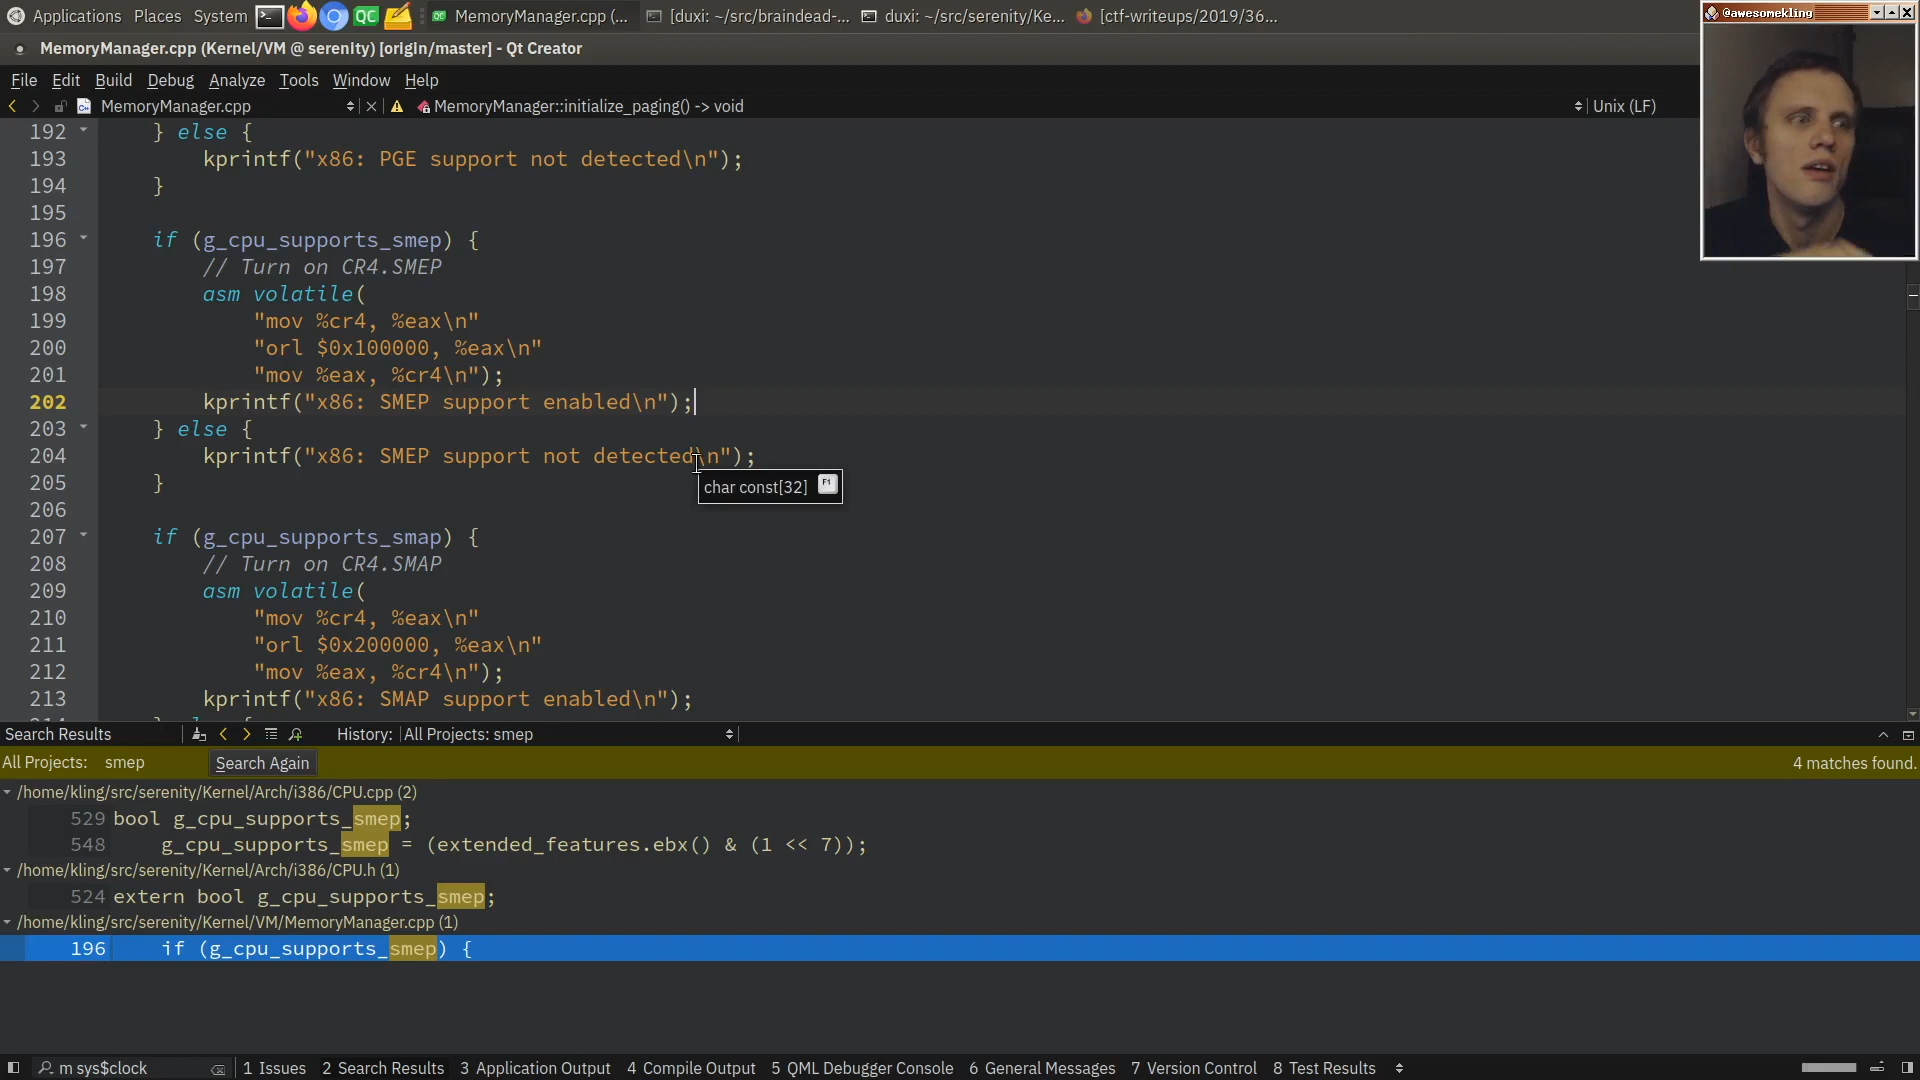 Applications Places System QC MemoryManager.cpp (... [duxi: ~/src/braindead-... duxi: ~/src/serenity/Ke... [ctf-writeups/2019/36...
@awesomekling
MemoryManager.cpp (Kernel/VM @ serenity) [origin/master] - Qt Creator
File Edit Build Debug Analyze Tools Window Help
MemoryManager.cpp MemoryManager::initialize_paging() -> void Unix (LF)
192 } else {
193 kprintf("x86: PGE support not detected\n");
194 }
195
196 if (g_cpu_supports_smep) {
197 // Turn on CR4.SMEP
198 asm volatile(
199 "mov %cr4, %eax\n"
200 "orl $0x100000, %eax\n"
201 "mov %eax, %cr4\n");
202 kprintf("x86: SMEP support enabled\n");
203 } else {
204 kprintf("x86: SMEP support not detected\n");
205 }
char const[32] F1
206
207 if (g_cpu_supports_smap) {
208 // Turn on CR4.SMAP
209 asm volatile(
210 "mov %cr4, %eax\n"
211 "orl $0x200000, %eax\n"
212 "mov %eax, %cr4\n");
213 kprintf("x86: SMAP support enabled\n");
214 } else {
Search Results History: All Projects: smep
All Projects: smep Search Again 4 matches found.
/home/kling/src/serenity/Kernel/Arch/i386/CPU.cpp (2)
529 bool g_cpu_supports_smep;
548 g_cpu_supports_smep = (extended_features.ebx() & (1 << 7));
/home/kling/src/serenity/Kernel/Arch/i386/CPU.h (1)
524 extern bool g_cpu_supports_smep;
/home/kling/src/serenity/Kernel/VM/MemoryManager.cpp (1)
196 if (g_cpu_supports_smep) {
m sys$clock 1 Issues 2 Search Results 3 Application Output 4 Compile Output 5 QML Debugger Console 6 General Messages 7 Version Control 8 Test Results